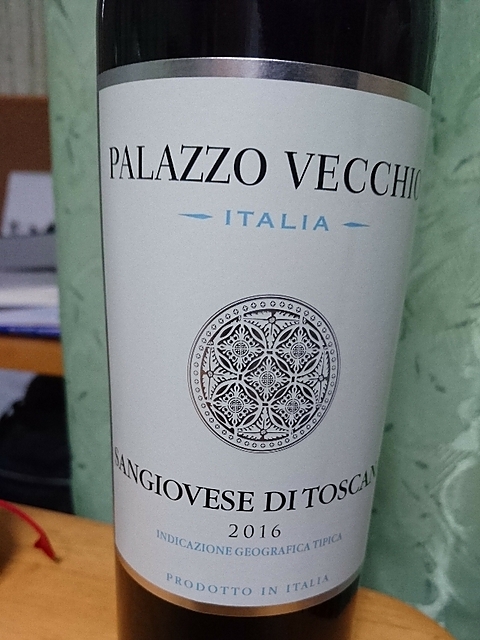 PALAZZO VECCHIO
ITALIA
SANGIOVESE DI TOSCAN
2016
INDICAZIONE GEOGRAFICA TIPICA
PRODOTTO IN ITALIA